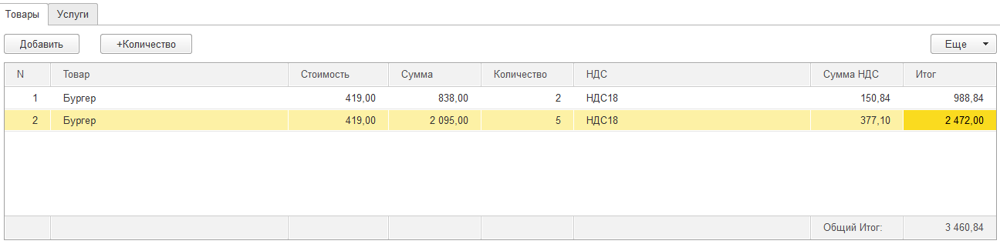 Товары Услуги
Добавить +Количество Еще
N Товар Стоимость Сумма Количество НДС Сумма НДС Итог
1 Бургер 419,00 838,00 2 НДС18 150,84 988,84
2 Бургер 419,00 2 095,00 5 НДС18 377,10 2 472,00
Общий Итог: 3 460,84